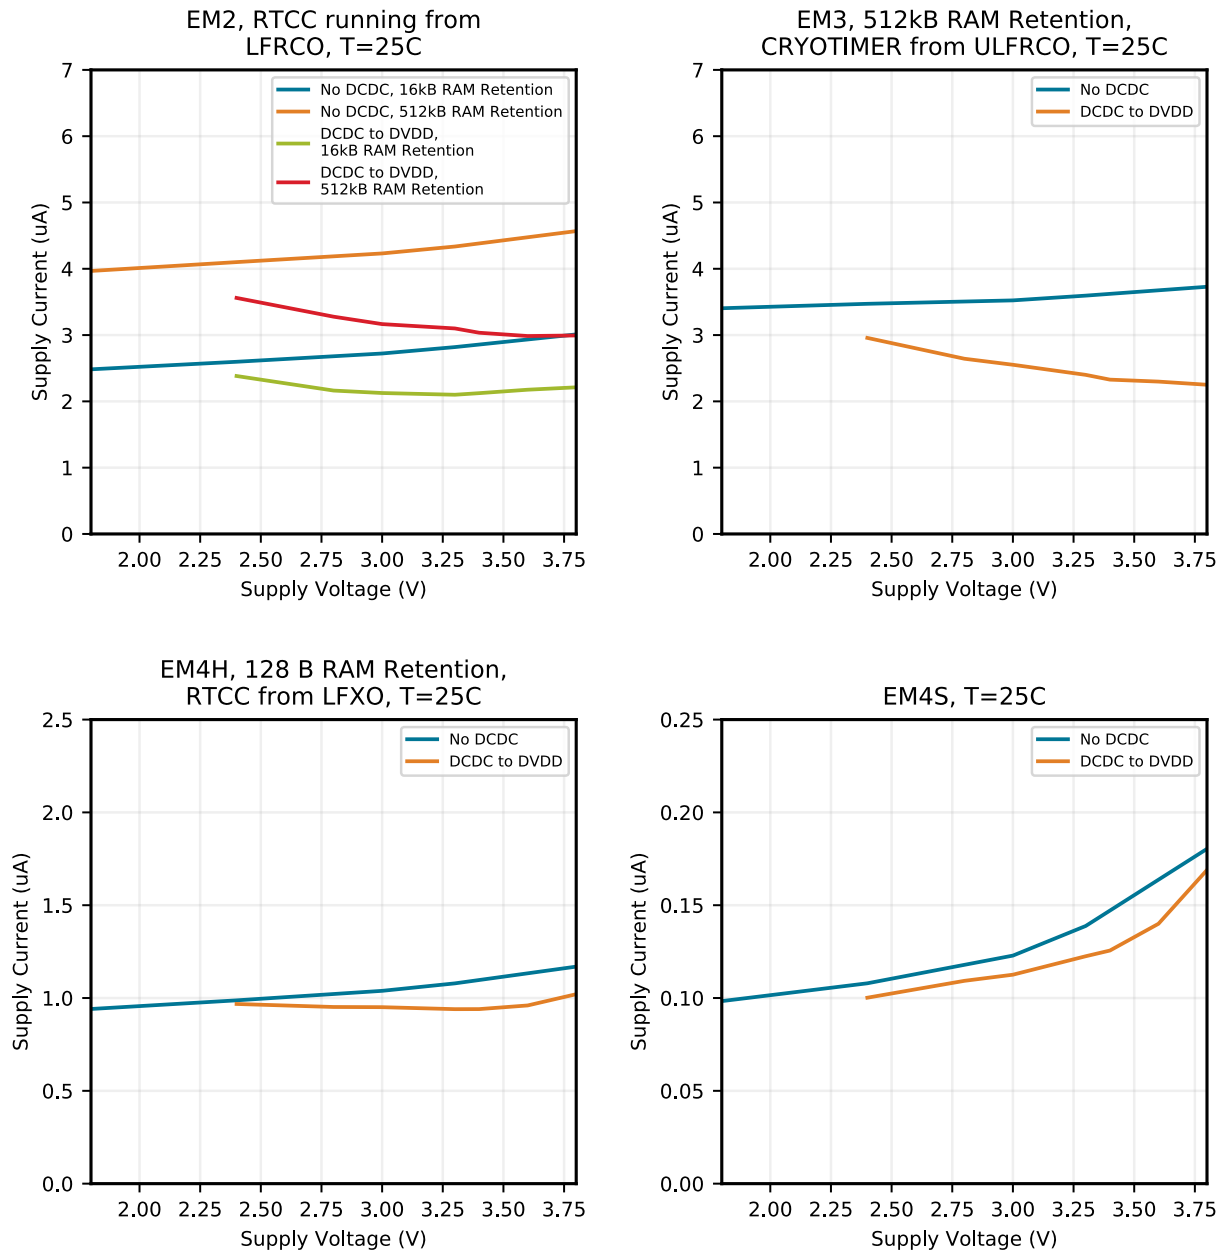 EM2, RTCC running from
LFRCO, T=25C
7
6
5
4
3
2
1
0
Supply Current (uA)
No DCDC, 16kB RAM Retention
No DCDC, 512kB RAM Retention
DCDC to DVDD,
16kB RAM Retention
DCDC to DVDD,
512kB RAM Retention
2.00 2.25 2.50 2.75 3.00 3.25 3.50 3.75
Supply Voltage (V)
EM3, 512kB RAM Retention,
CRYOTIMER from ULFRCO, T=25C
7
6
5
4
3
2
1
0
Supply Current (uA)
No DCDC
DCDC to DVDD
2.00 2.25 2.50 2.75 3.00 3.25 3.50 3.75
Supply Voltage (V)
EM4H, 128 B RAM Retention,
RTCC from LFXO, T=25C
2.5
2.0
1.5
1.0
0.5
0.0
Supply Current (uA)
No DCDC
DCDC to DVDD
2.00 2.25 2.50 2.75 3.00 3.25 3.50 3.75
Supply Voltage (V)
EM4S, T=25C
0.25
0.20
0.15
0.10
0.05
0.00
Supply Current (uA)
No DCDC
DCDC to DVDD
2.00 2.25 2.50 2.75 3.00 3.25 3.50 3.75
Supply Voltage (V)